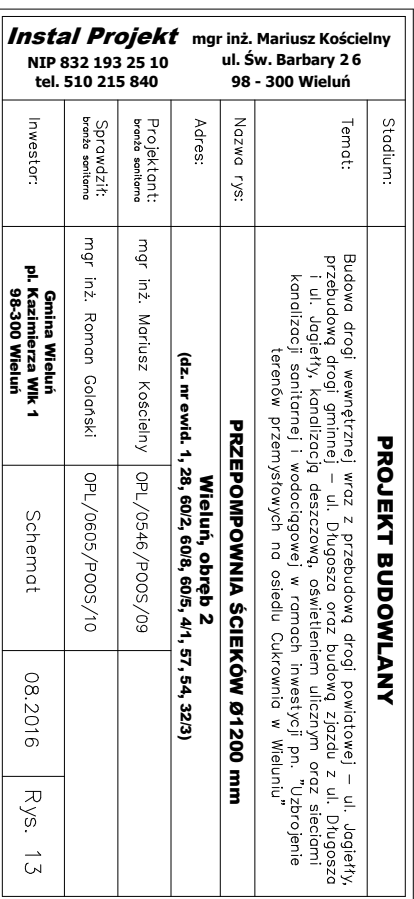 Instal Projekt mgr inż. Mariusz Kościelny
NIP 832 193 25 10 ul. Św. Barbary 26
tel. 510 215 840 98 - 300 Wieluń
Stadium: PROJEKT BUDOWLANY
Temat: Budowa drogi wewnętrznej wraz z przebudową drogi powiatowej – ul. Jagiełły,
przebudową drogi gminnej – ul. Długosza oraz budową zjazdu z ul. Długosza
i ul. Jagiełły, kanalizacją deszczową, oświetleniem ulicznym oraz sieciami
kanalizacji sanitarnej i wodociągowej w ramach inwestycji pn. "Uzbrojenie
terenów przemysłowych na osiedlu Cukrownia w Wieluniu"
Nazwa rys: PRZEPOMPOWNIA ŚCIEKÓW Ø1200 mm
Adres: Wieluń, obręb 2
(dz. nr ewid. 1, 28, 60/2, 60/8, 60/5, 4/1, 57, 54, 32/3)
Projektant: mgr inż. Mariusz Kościelny OPL/0546/POOS/09
branża sanitarna
Sprawdził: mgr inż. Roman Golański OPL/0605/POOS/10
branża sanitarna
Inwestor: Gmina Wieluń Schemat 08.2016 Rys. 13
pl. Kazimierza Wlk 1
98-300 Wieluń